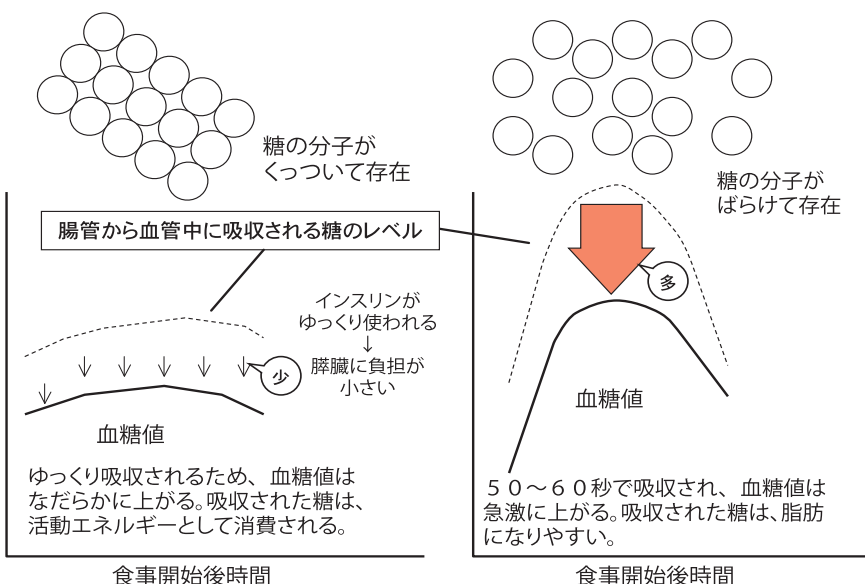 糖の分子が
くっついて存在
腸管から血管中に吸収される糖のレベル
インスリンが
ゆっくり使われる
↓
膵臓に負担が
小さい
少
血糖値
ゆっくり吸収されるため、血糖値は
なだらかに上がる。吸収された糖は、
活動エネルギーとして消費される。
食事開始後時間
糖の分子が
ばらけて存在
多
血糖値
５０〜６０秒で吸収され、血糖値は
急激に上がる。吸収された糖は、脂肪
になりやすい。
食事開始後時間